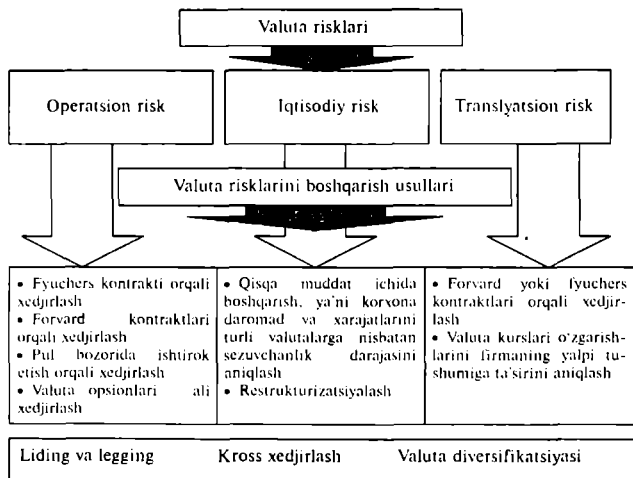 Valuta risklari
Operatsion risk
Iqtisodiy risk
Translyatsion risk
Valuta risklarini boshqarish usullari
• Fyuchers kontrakti orqali
xedjirlash
• Forvard kontraktlari
orqali xedjirlash
• Pul bozorida ishtirok
etish orqali xedjirlash
• Valuta opsionlari ali
xedjirlash
• Qisqa muddat ichida
boshqarish, ya'ni korxona
daromad va xarajatlarini
turli valutalarga nisbatan
sezuvchanlik darajasini
aniqlash
• Restrukturizatsiyalash
• Forvard yoki fyuchers
kontraktlari orqali xedjir-
lash
• Valuta kurslari o'zgarish-
larini firmaning yalpi tu-
shumiga ta'sirini aniqlash
Liding va legging Kross xedjirlash Valuta diversifikatsiyasi